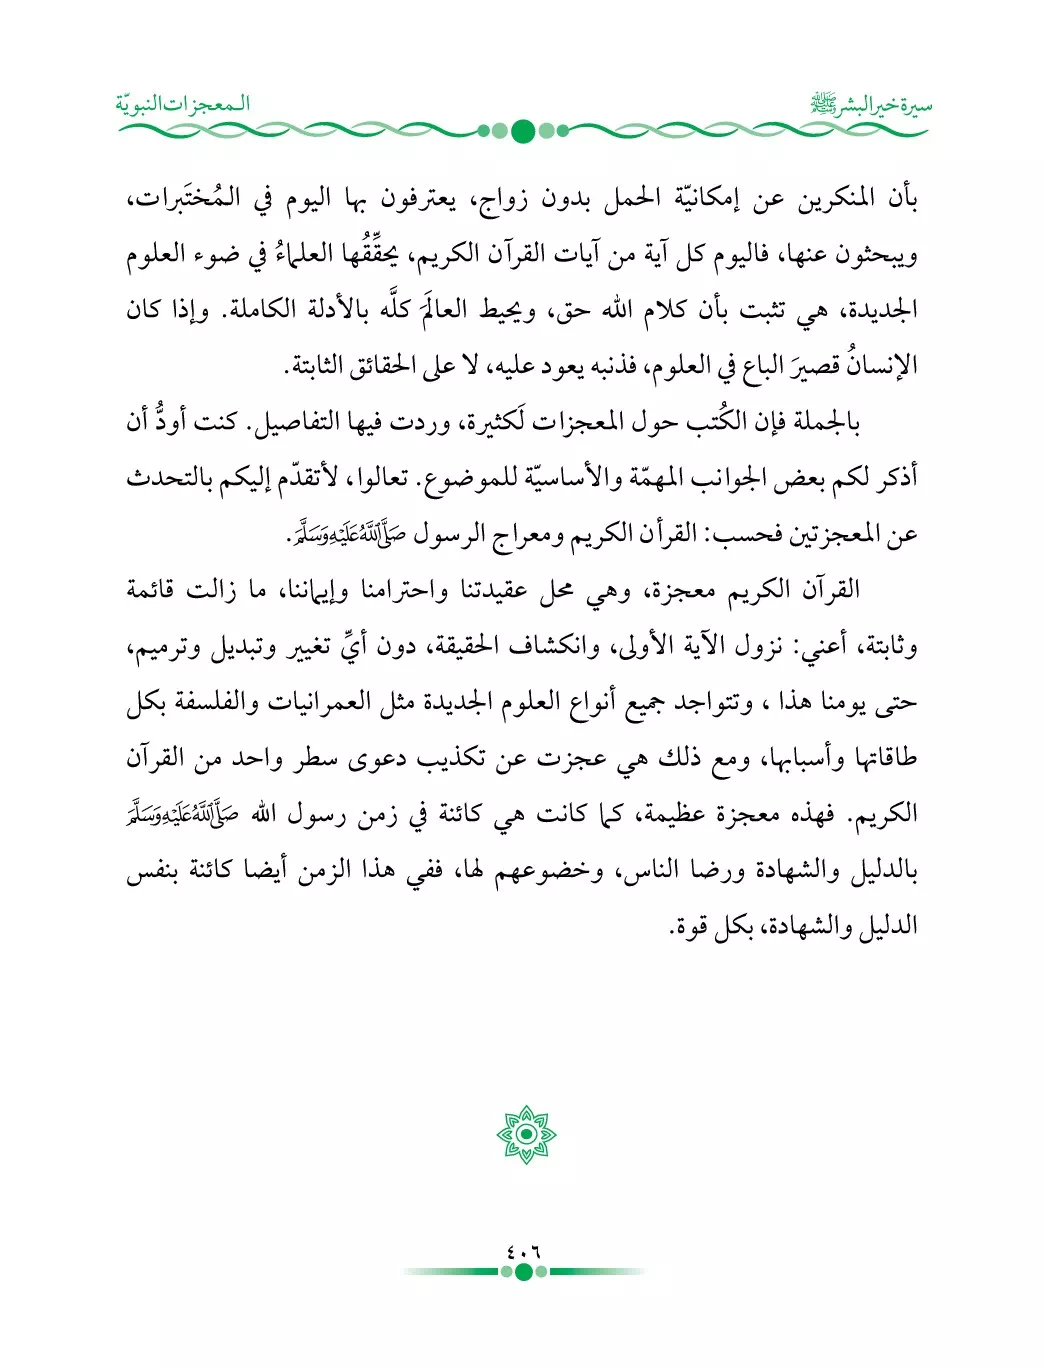 سيرة خير البشر ﷺ
الـمعجزات النبويّة
بأن المنكرين عن إمكانيّة الحمل بدون زواج، يعترفون بها اليوم في الـمُختَبرات،
ويبحثون عنها، فاليوم كل آية من آيات القرآن الكريم، يحقِّقُها العلماءُ في ضوء العلوم
الجديدة، هي تثبت بأن كلام الله حق، ويحيط العالَمَ كلَّه بالأدلة الكاملة. وإذا كان
الإنسانُ قصيرَ الباع في العلوم، فذنبه يعود عليه، لا على الحقائق الثابتة.
بالجملة فإن الكُتب حول المعجزات لَكثيرة، وردت فيها التفاصيل. كنت أودُّ أن
أذكر لكم بعض الجوانب المهمّة والأساسيّة للموضوع. تعالوا، لأتقدّم إليكم بالتحدث
عن المعجزتين فحسب: القرأن الكريم ومعراج الرسول ﷺ.
القرآن الكريم معجزة، وهي محل عقيدتنا واحترامنا وإيماننا، ما زالت قائمة
وثابتة، أعني: نزول الآية الأولى، وانكشاف الحقيقة، دون أيِّ تغيير وتبديل وترميم،
حتى يومنا هذا ، وتتواجد جميع أنواع العلوم الجديدة مثل العمرانيات والفلسفة بكل
طاقاتها وأسبابها، ومع ذلك هي عجزت عن تكذيب دعوى سطر واحد من القرآن
الكريم. فهذه معجزة عظيمة، كما كانت هي كائنة في زمن رسول الله ﷺ
بالدليل والشهادة ورضا الناس، وخضوعهم لها، ففي هذا الزمن أيضا كائنة بنفس
الدليل والشهادة، بكل قوة.
٤٠٦